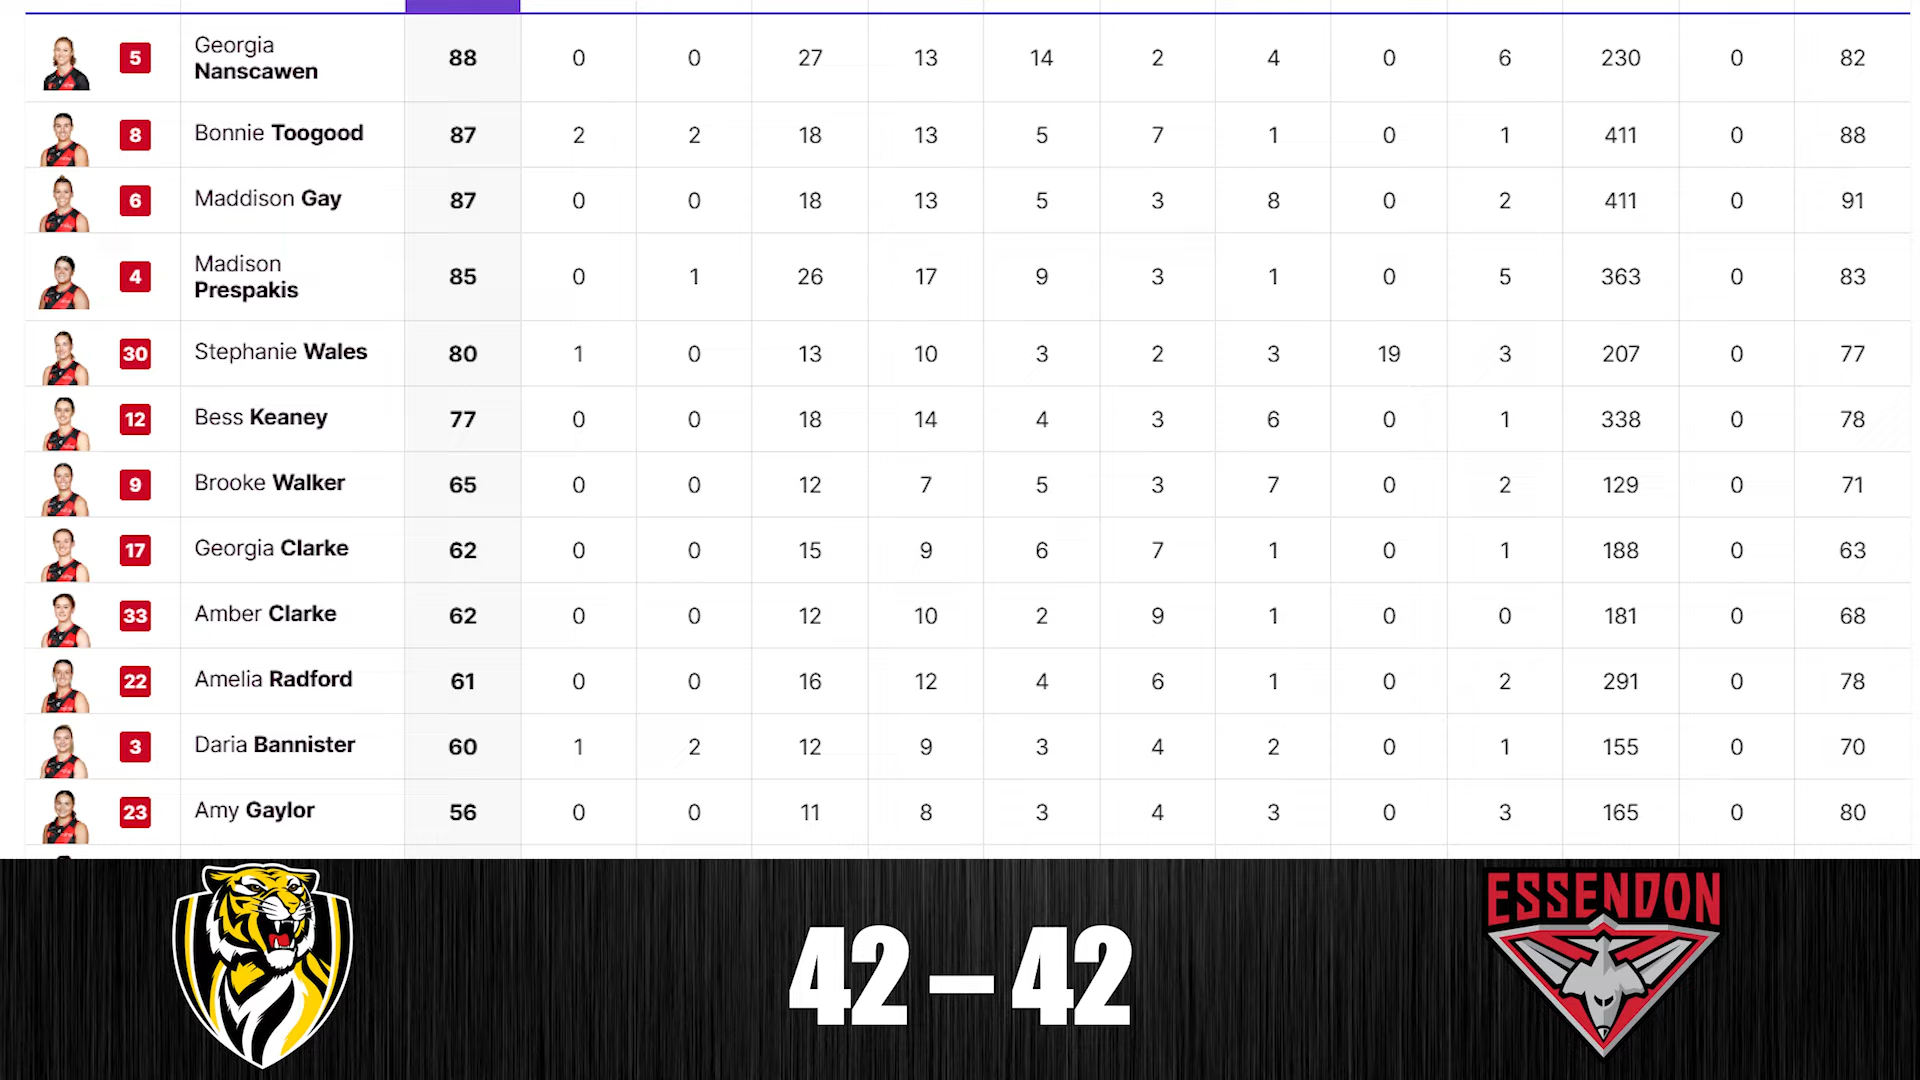 5 Georgia Nanscawen 88 0 0 27 13 14 2 4 0 6 230 0 82
8 Bonnie Toogood 87 2 2 18 13 5 7 1 0 1 411 0 88
6 Maddison Gay 87 0 0 18 13 5 3 8 0 2 411 0 91
4 Madison Prespakis 85 0 1 26 17 9 3 1 0 5 363 0 83
30 Stephanie Wales 80 1 0 13 10 3 2 3 19 3 207 0 77
12 Bess Keaney 77 0 0 18 14 4 3 6 0 1 338 0 78
9 Brooke Walker 65 0 0 12 7 5 3 7 0 2 129 0 71
17 Georgia Clarke 62 0 0 15 9 6 7 1 0 1 188 0 63
33 Amber Clarke 62 0 0 12 10 2 9 1 0 0 181 0 68
22 Amelia Radford 61 0 0 16 12 4 6 1 0 2 291 0 78
3 Daria Bannister 60 1 2 12 9 3 4 2 0 1 155 0 70
23 Amy Gaylor 56 0 0 11 8 3 4 3 0 3 165 0 80
42 – 42
ESSENDON